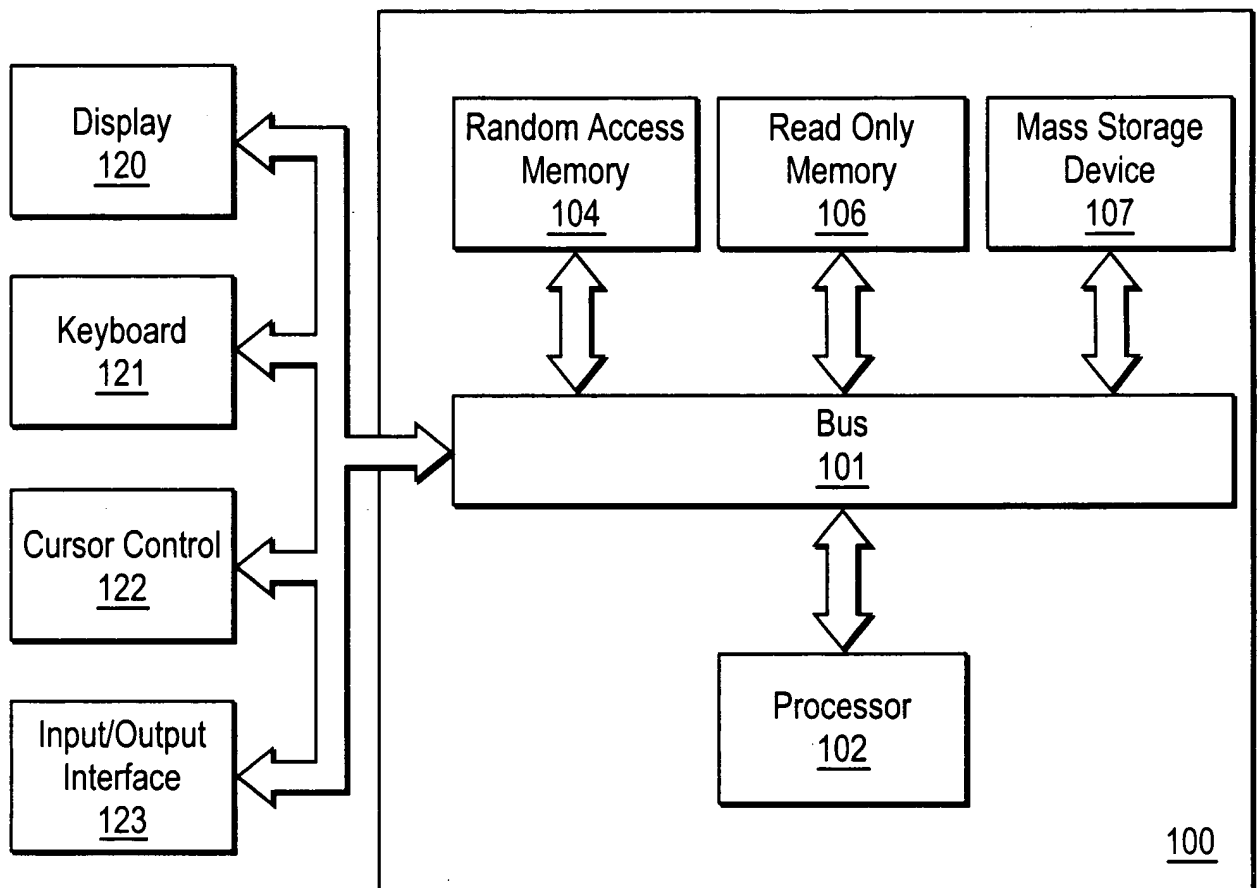 Display
120
Keyboard
121
Cursor Control
122
Input/Output
Interface
123
Random Access
Memory
104
Read Only
Memory
106
Mass Storage
Device
107
Bus
101
Processor
102
100